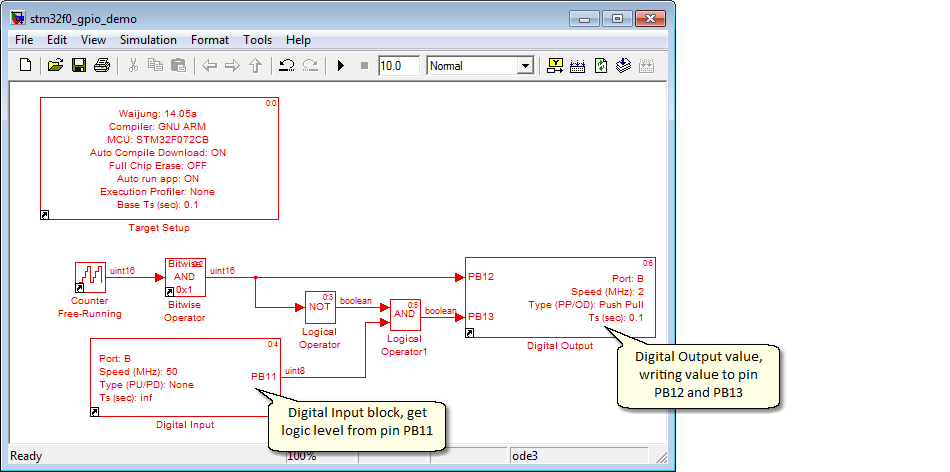 stm32f0_gpio_demo
File Edit View Simulation Format Tools Help
10.0 Normal
0:0
Waijung: 14.05a
Compiler: GNU ARM
MCU: STM32F072CB
Auto Compile Download: ON
Full Chip Erase: OFF
Auto run app: ON
Execution Profiler: None
Base Ts (sec): 0.1
Target Setup
Counter
Free-Running
uint16
Bitwise
0:2
AND
0x1
Bitwise
Operator
uint16
0:3
NOT
Logical
Operator
boolean
0:5
AND
Logical
Operator1
boolean
0:6
PB12
PB13
Port: B
Speed (MHz): 2
Type (PP/OD): Push Pull
Ts (sec): 0.1
Digital Output
0:4
Port: B
Speed (MHz): 50
Type (PU/PD): None
Ts (sec): inf
PB11
Digital Input
uint8
Digital Output value,
writing value to pin
PB12 and PB13
Digital Input block, get
logic level from pin PB11
Ready 100% ode3